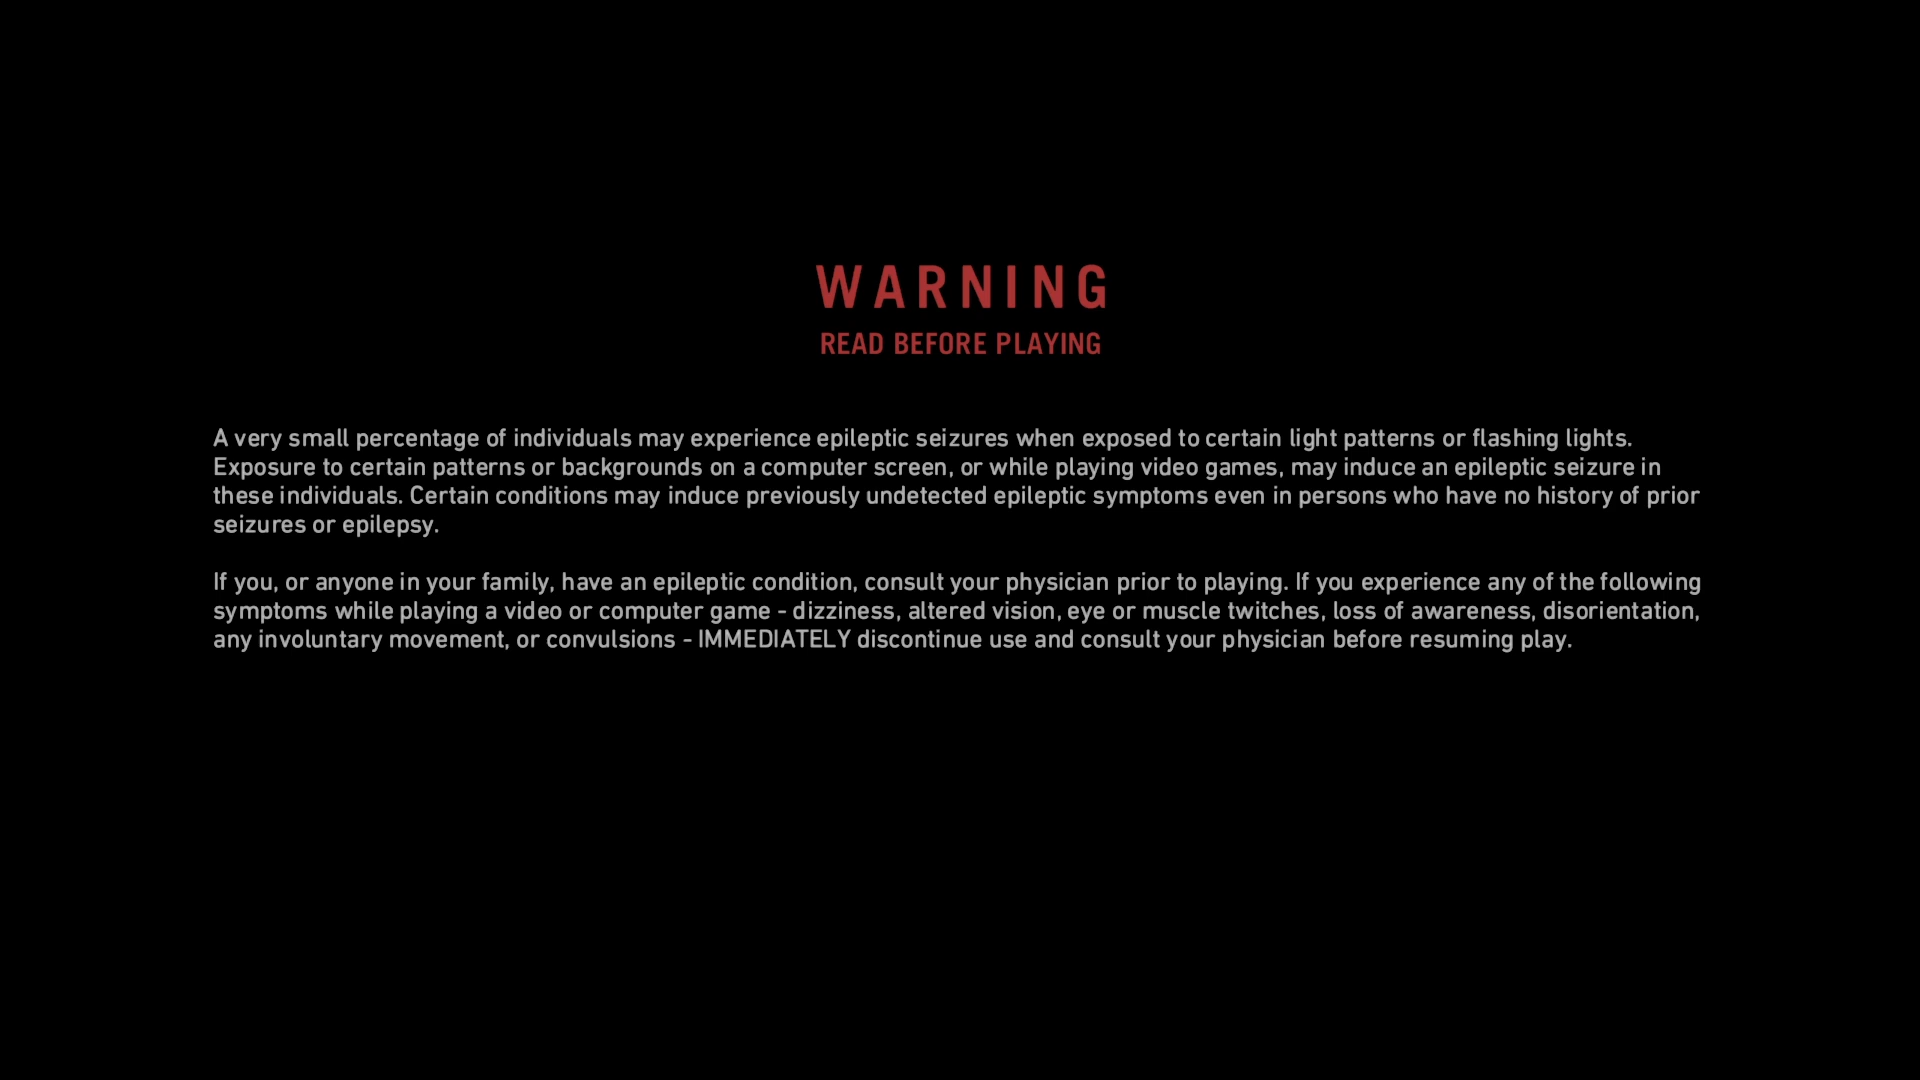 WARNING
READ BEFORE PLAYING
A very small percentage of individuals may experience epileptic seizures when exposed to certain light patterns or flashing lights.
Exposure to certain patterns or backgrounds on a computer screen, or while playing video games, may induce an epileptic seizure in
these individuals. Certain conditions may induce previously undetected epileptic symptoms even in persons who have no history of prior
seizures or epilepsy.
If you, or anyone in your family, have an epileptic condition, consult your physician prior to playing. If you experience any of the following
symptoms while playing a video or computer game - dizziness, altered vision, eye or muscle twitches, loss of awareness, disorientation,
any involuntary movement, or convulsions - IMMEDIATELY discontinue use and consult your physician before resuming play.